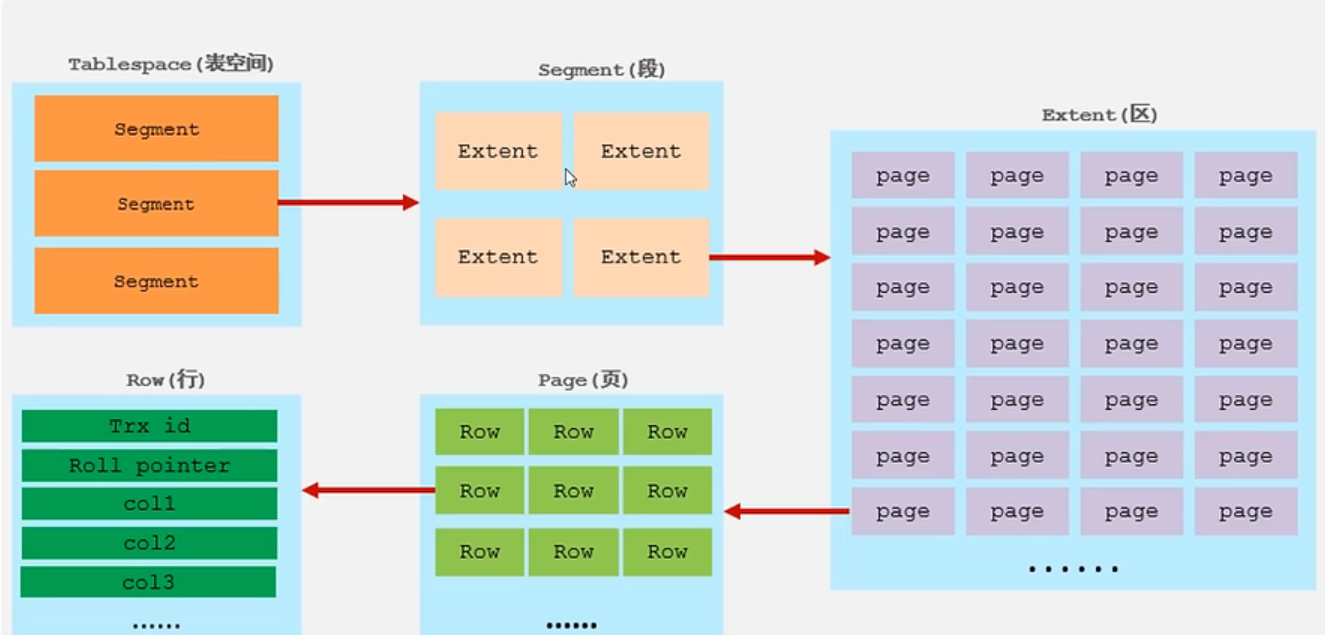 Tablespace(表空间)
Segment
Segment
Segment
Segment(段)
Extent Extent
Extent Extent
Extent(区)
page page page page
page page page page
page page page page
page page page page
page page page page
page page page page
page page page page
......
Page(页)
Row Row Row
Row Row Row
Row Row Row
......
Row(行)
Trx id
Roll pointer
col1
col2
col3
......